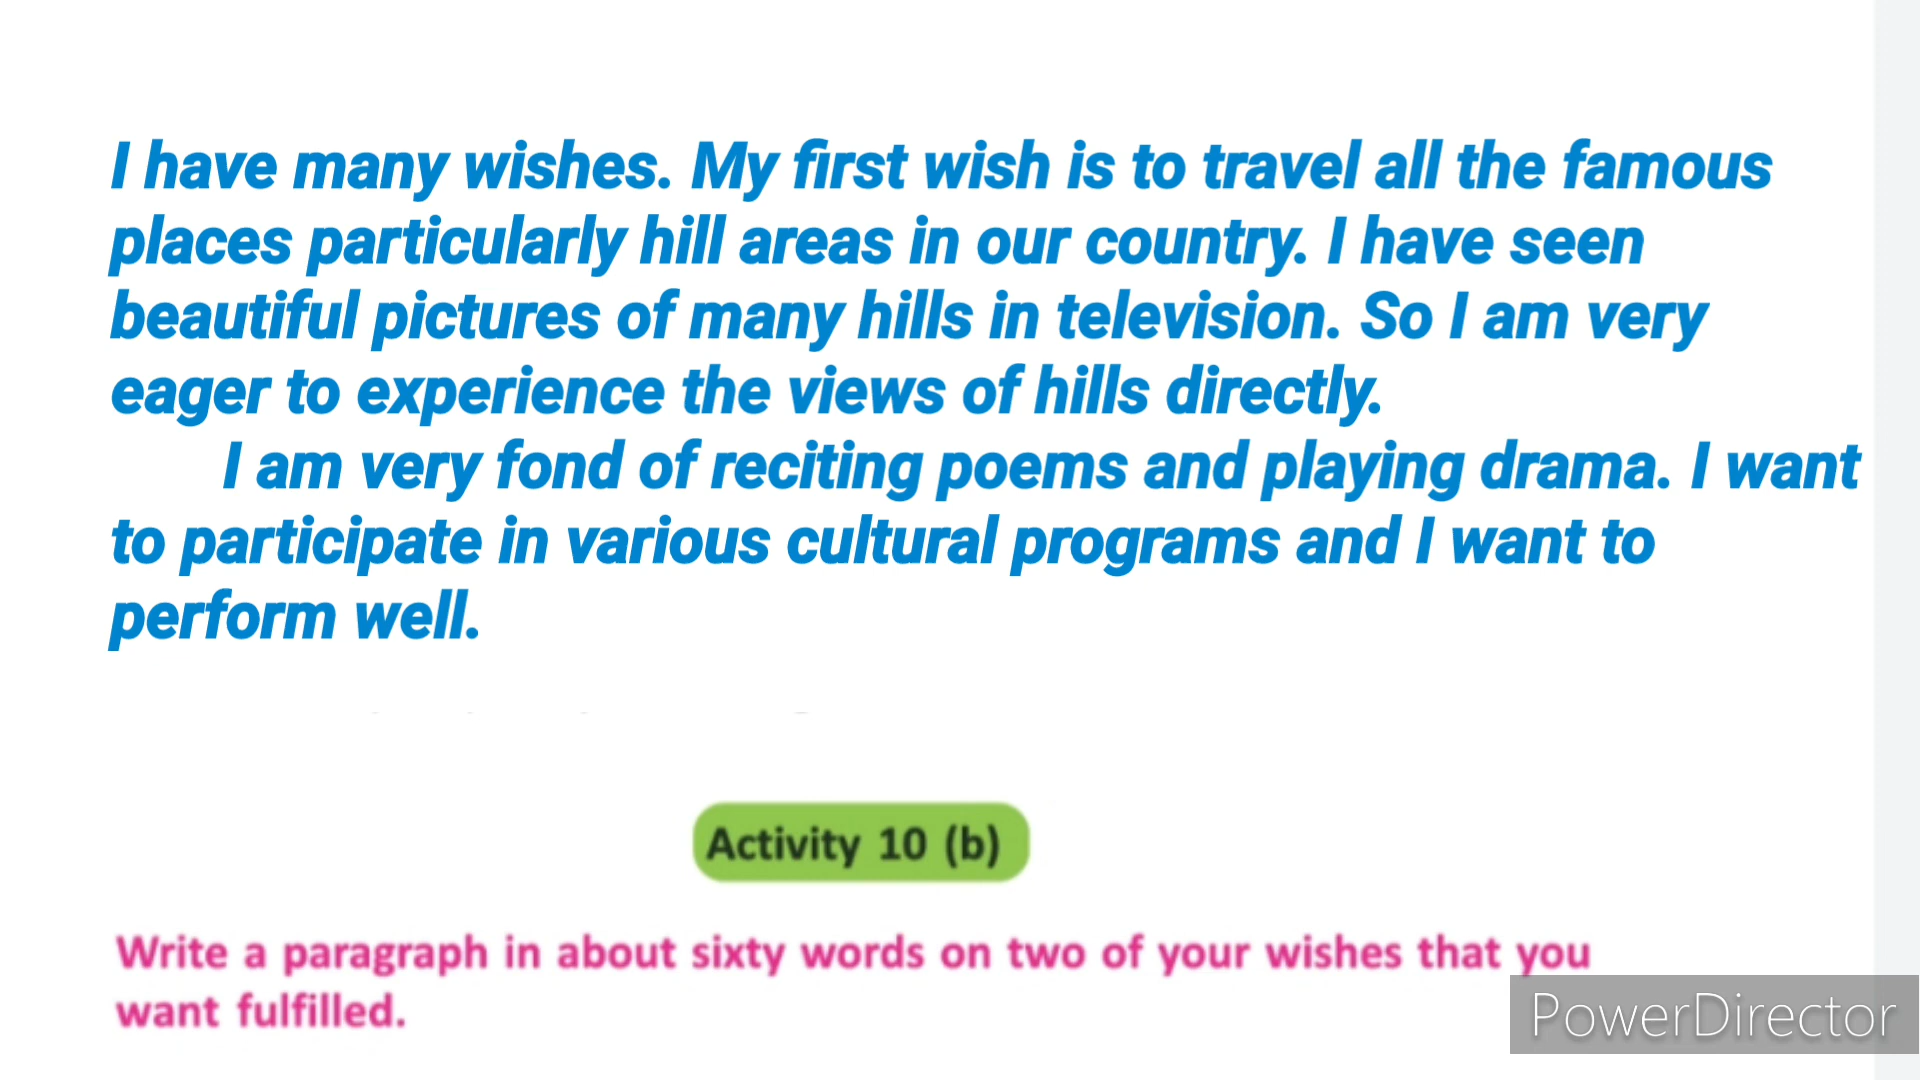 I have many wishes. My first wish is to travel all the famous
places particularly hill areas in our country. I have seen
beautiful pictures of many hills in television. So I am very
eager to experience the views of hills directly.
I am very fond of reciting poems and playing drama. I want
to participate in various cultural programs and I want to
perform well.
Activity 10 (b)
Write a paragraph in about sixty words on two of your wishes that you
want fulfilled.
PowerDirector